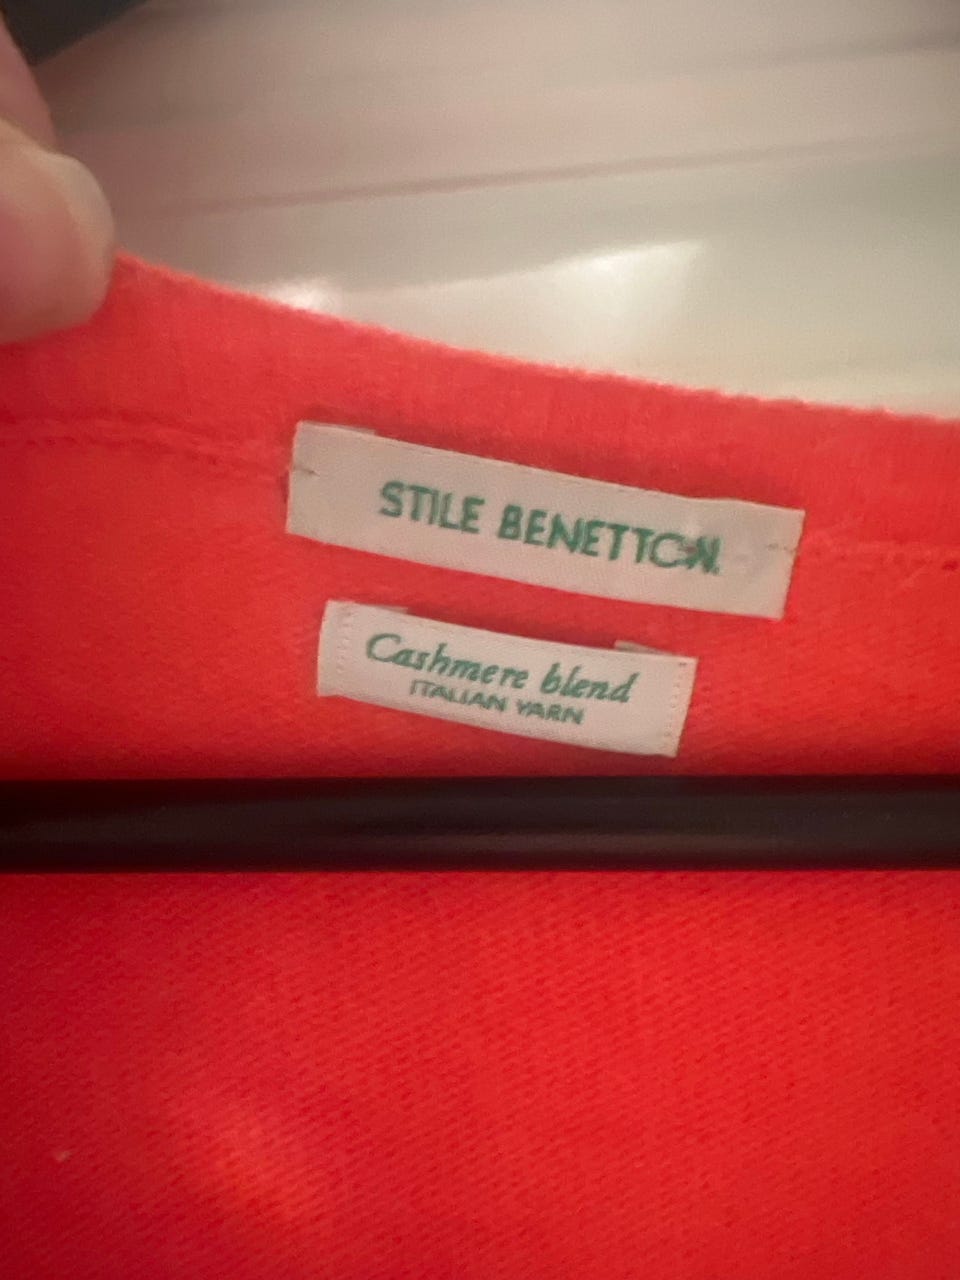 STILE BENETTON
Cashmere blend
ITALIAN YARN